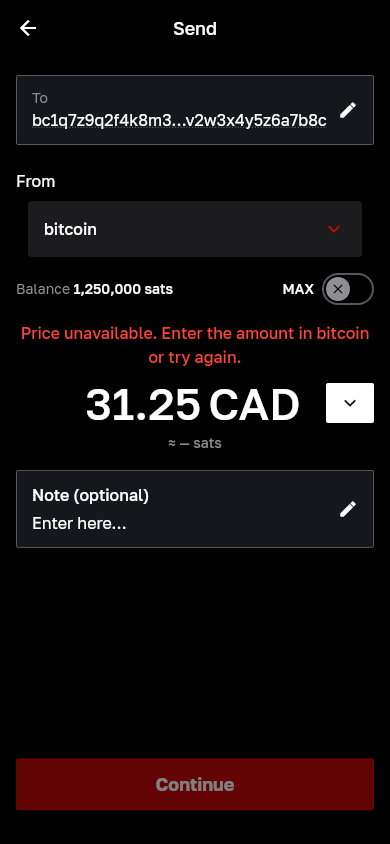 Send
To
bc1q7z9q2f4k8m3...v2w3x4y5z6a7b8c
From
bitcoin
Balance 1,250,000 sats MAX
Price unavailable. Enter the amount in bitcoin
or try again.
31.25 CAD
≈ — sats
Note (optional)
Enter here...
Continue